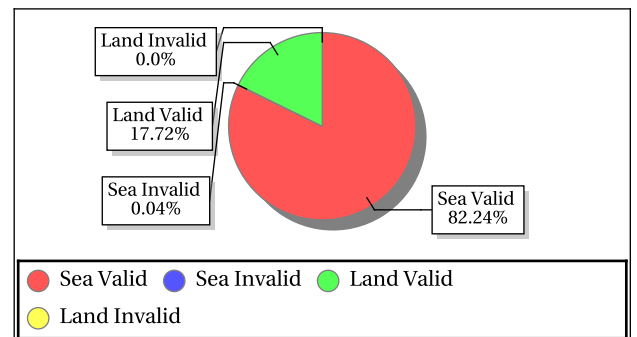 Land Invalid
0.0%
Land Valid
17.72%
Sea Invalid
0.04%
Sea Valid
82.24%
Sea Valid Sea Invalid Land Valid
Land Invalid